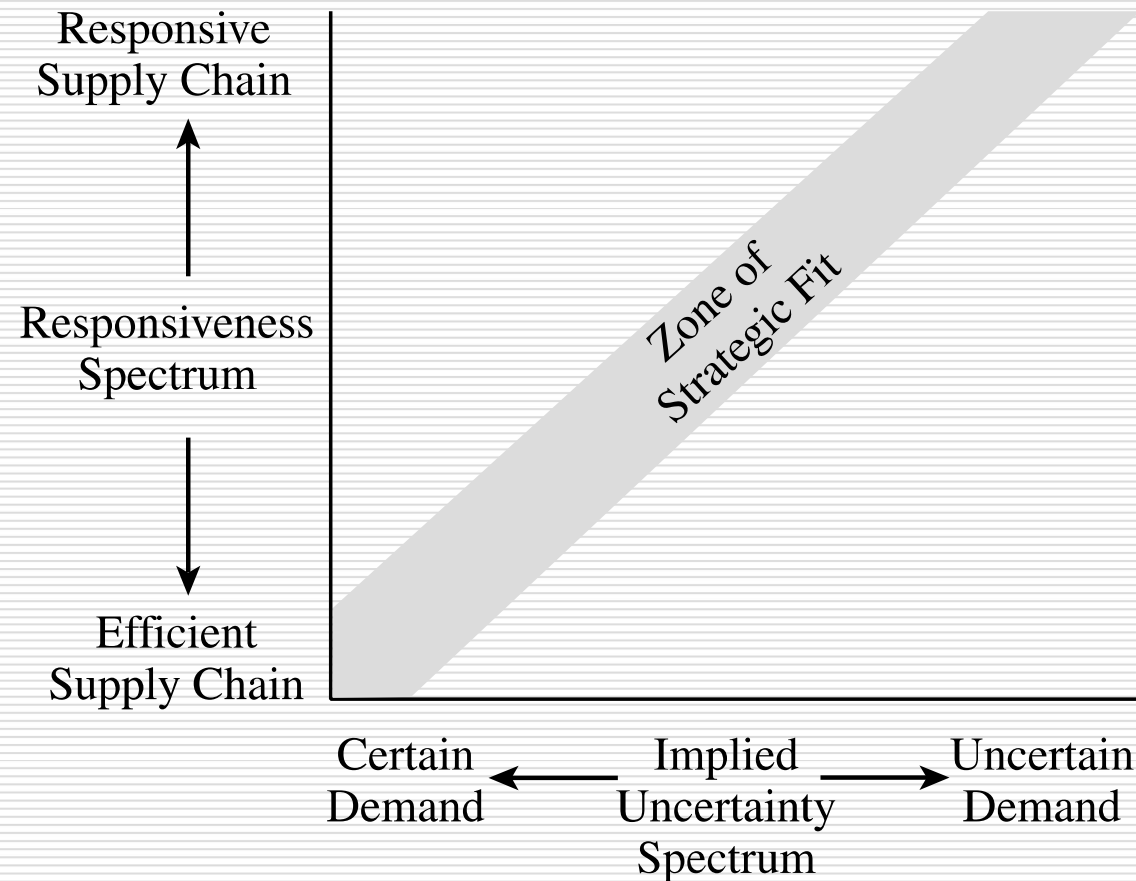 Responsive
Supply Chain
Responsiveness
Spectrum
Efficient
Supply Chain
Zone of
Strategic Fit
Certain
Demand
Implied
Uncertainty
Spectrum
Uncertain
Demand